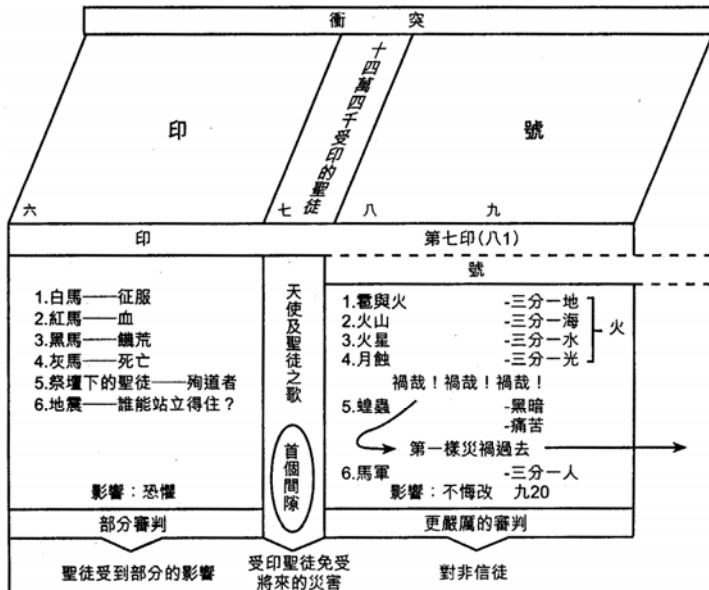 衝突
印
十四萬四千受印的聖徒
號
六
七
八
九
印
第七印(八1)
1.白馬——征服
2.紅馬——血
3.黑馬——饑荒
4.灰馬——死亡
5.祭壇下的聖徒——殉道者
6.地震——誰能站立得住？
影響：恐懼
天使及聖徒之歌
首個間隙
號
1.雹與火 -三分一地
2.火山 -三分一海
3.火星 -三分一水
4.月蝕 -三分一光
火
禍哉！禍哉！禍哉！
5.蝗蟲 -黑暗
-痛苦
第一樣災禍過去
6.馬軍 -三分一人
影響：不悔改 九20
部分審判
更嚴厲的審判
聖徒受到部分的影響
受印聖徒免受
將來的災害
對非信徒